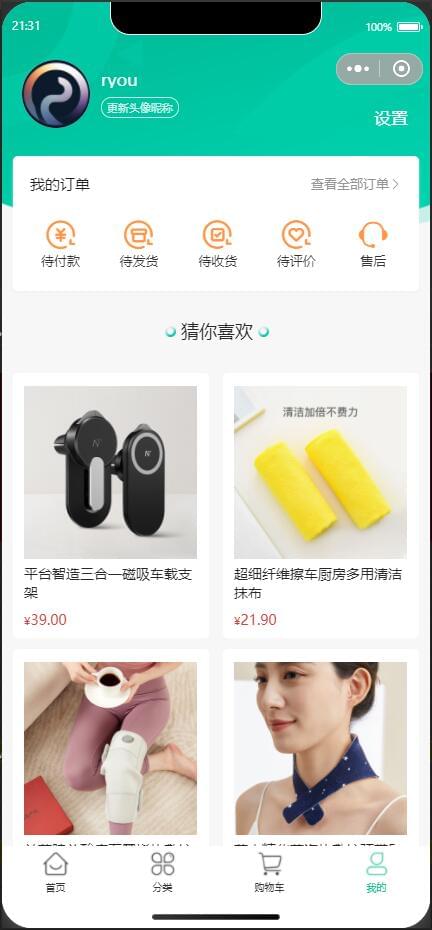 21:31
100%
ryou
更新头像昵称
设置
我的订单
查看全部订单
待付款
待发货
待收货
待评价
售后
猜你喜欢
清洁加倍不费力
平台智造三合一磁吸车载支
架
¥39.00
超细纤维擦车厨房多用清洁
抹布
¥21.90
首页
分类
购物车
我的